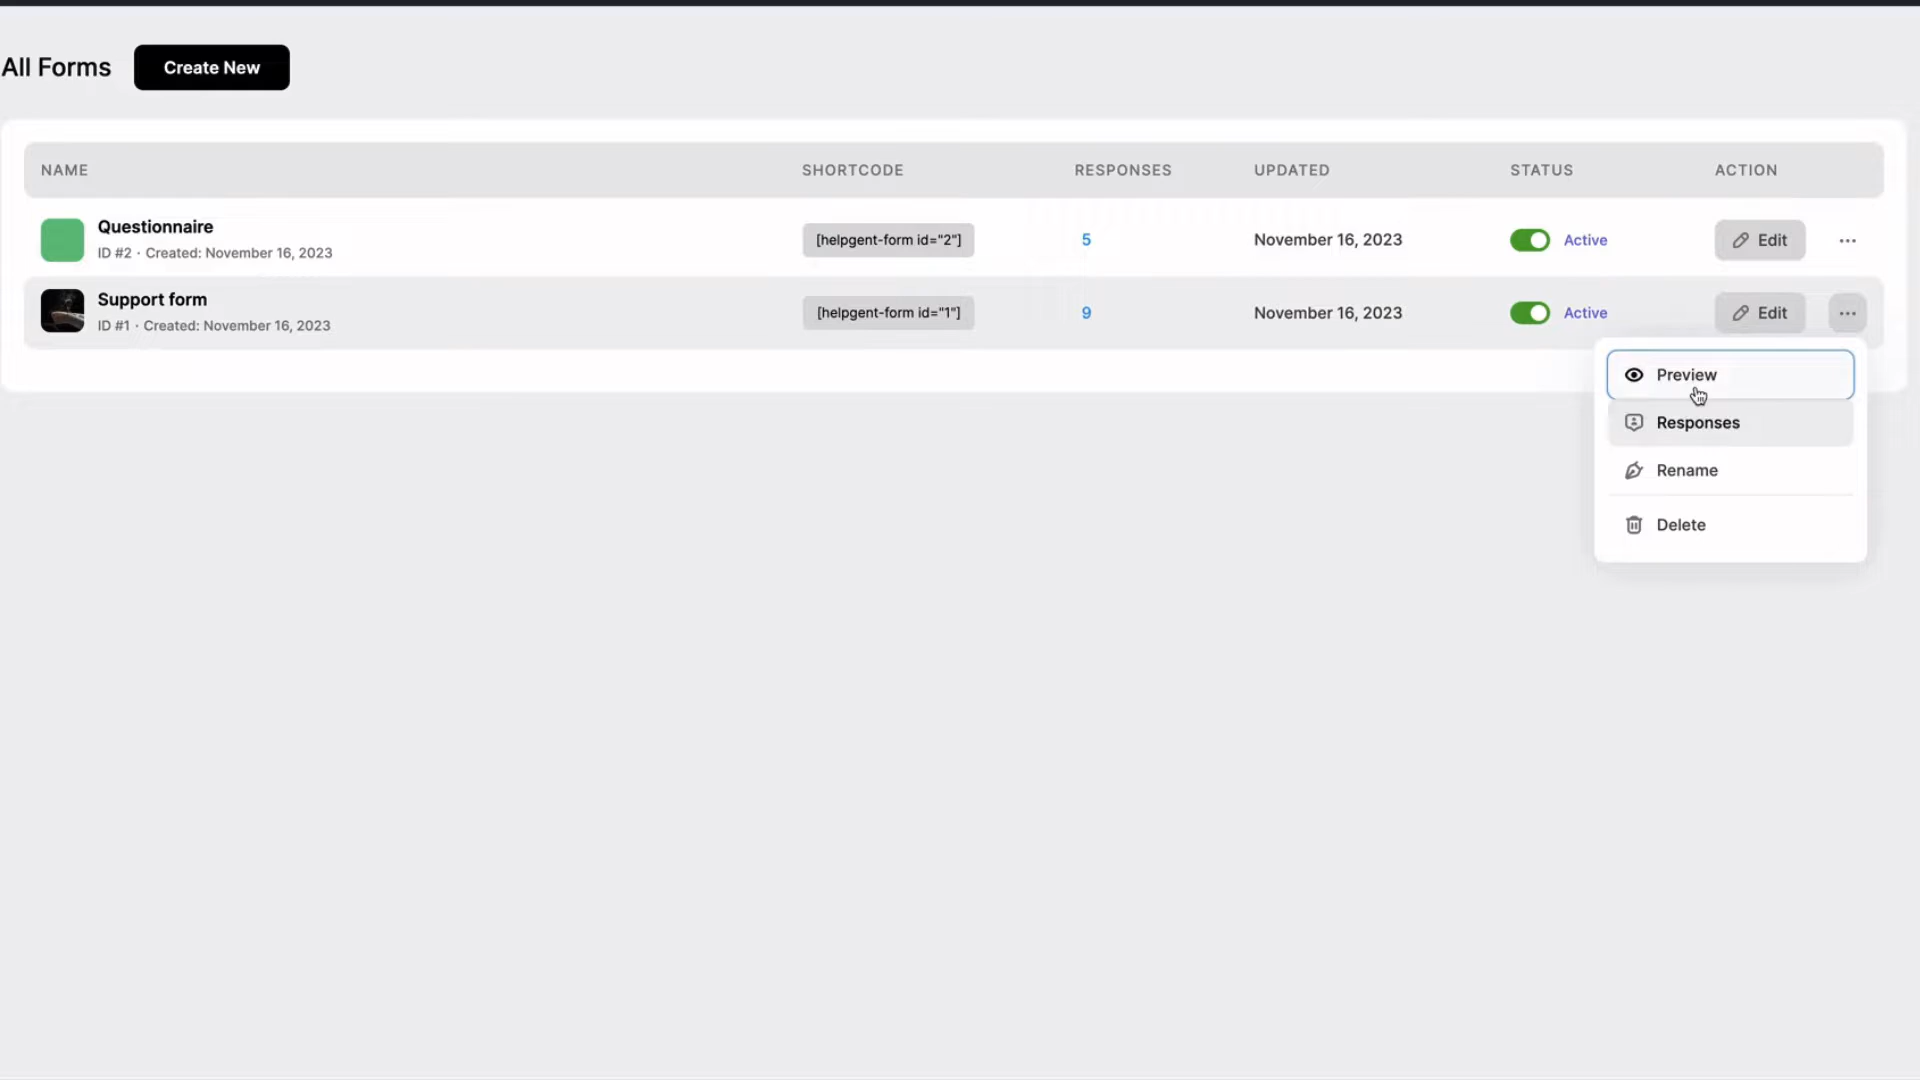 All Forms
Create New
NAME SHORTCODE RESPONSES UPDATED STATUS ACTION
Questionnaire
ID #2 · Created: November 16, 2023
[helpgent-form id="2"]
5
November 16, 2023
Active
Edit
Support form
ID #1 · Created: November 16, 2023
[helpgent-form id="1"]
9
November 16, 2023
Active
Edit
Preview
Responses
Rename
Delete